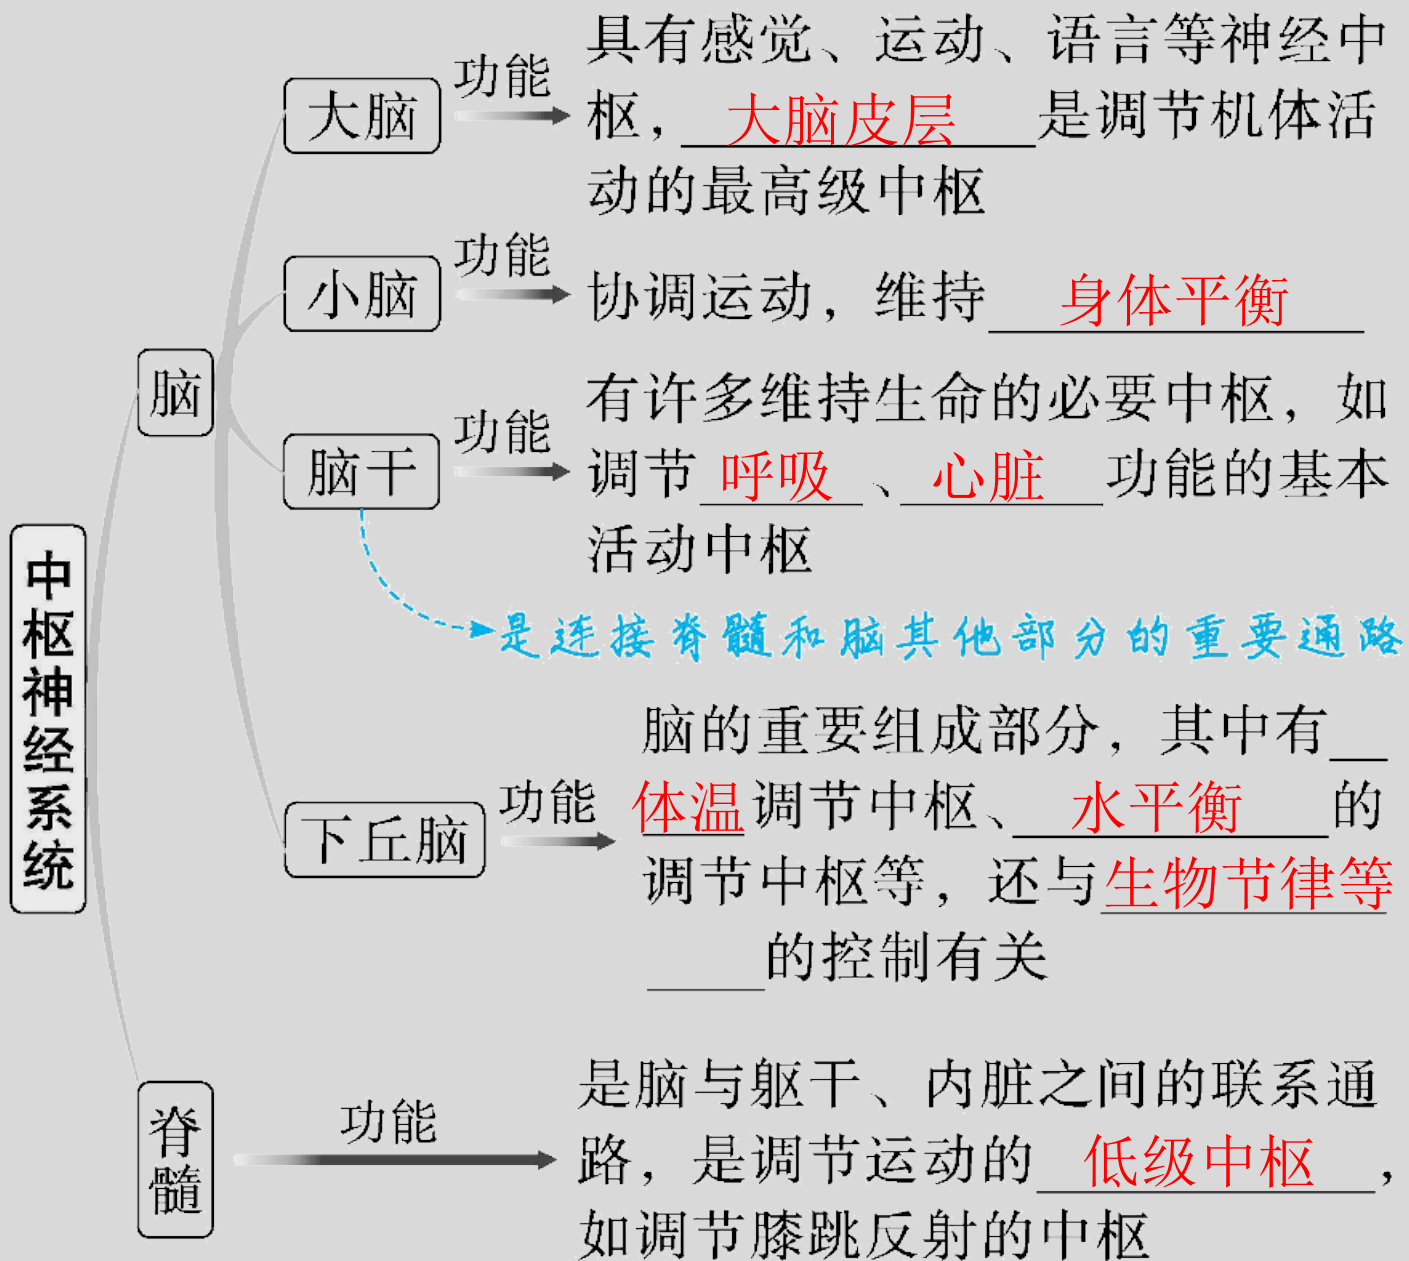 中枢神经系统
脑
大脑
功能
具有感觉、运动、语言等神经中
枢，大脑皮层是调节机体活
动的最高级中枢
小脑
功能
协调运动，维持身体平衡
脑干
功能
有许多维持生命的必要中枢，如
调节呼吸、心脏功能的基本
活动中枢
是连接脊髓和脑其他部分的重要通路
下丘脑
功能
脑的重要组成部分，其中有
体温调节中枢、水平衡的
调节中枢等，还与生物节律等
的控制有关
脊髓
功能
是脑与躯干、内脏之间的联系通
路，是调节运动的低级中枢，
如调节膝跳反射的中枢